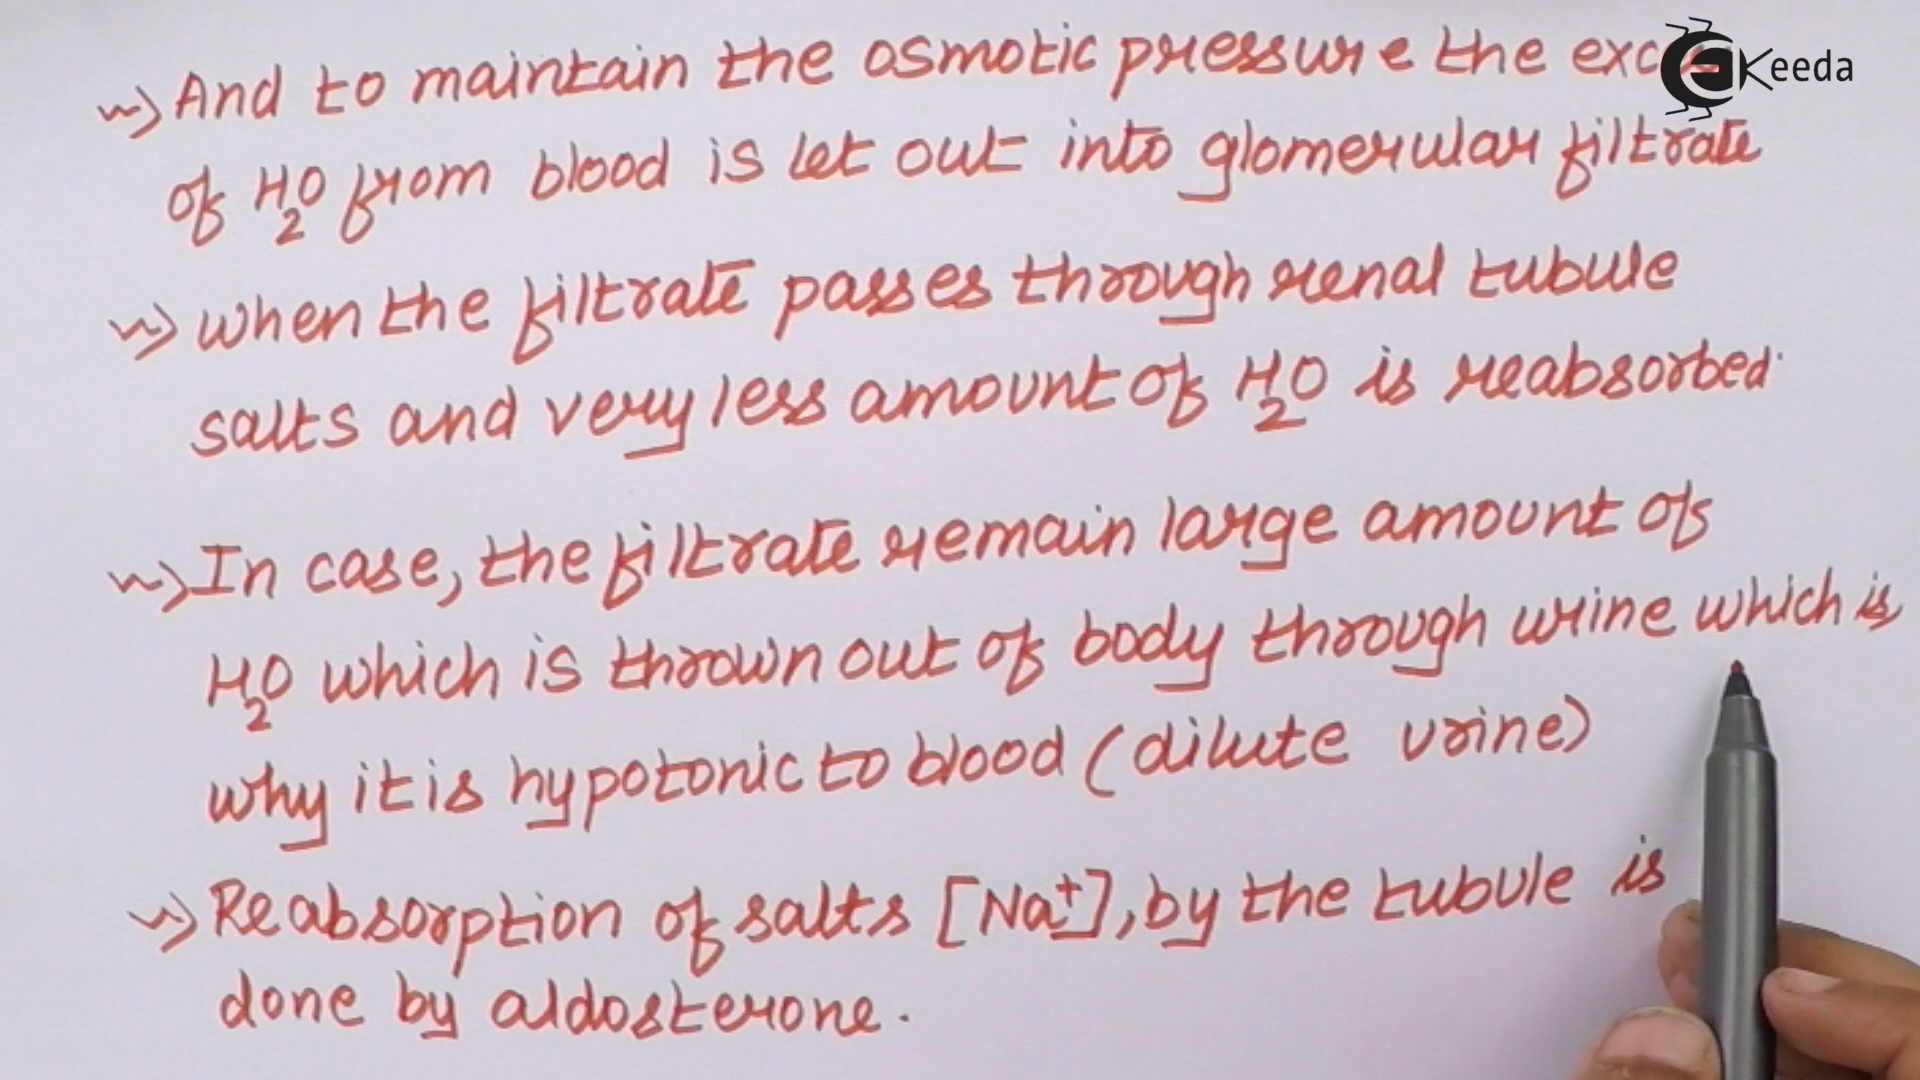 And to maintain the osmotic pressure the
of H2O from blood is let out into glomerular filtrate
when the filtrate passes through renal tubule
salts and very less amount of H2O is reabsorbed.
In case, the filtrate remain large amount of
H2O which is thrown out of body through urine which is
why it is hypotonic to blood (dilute urine)
Reabsorption of salts [Na+], by the tubule is
done by aldosterone.
Keeda